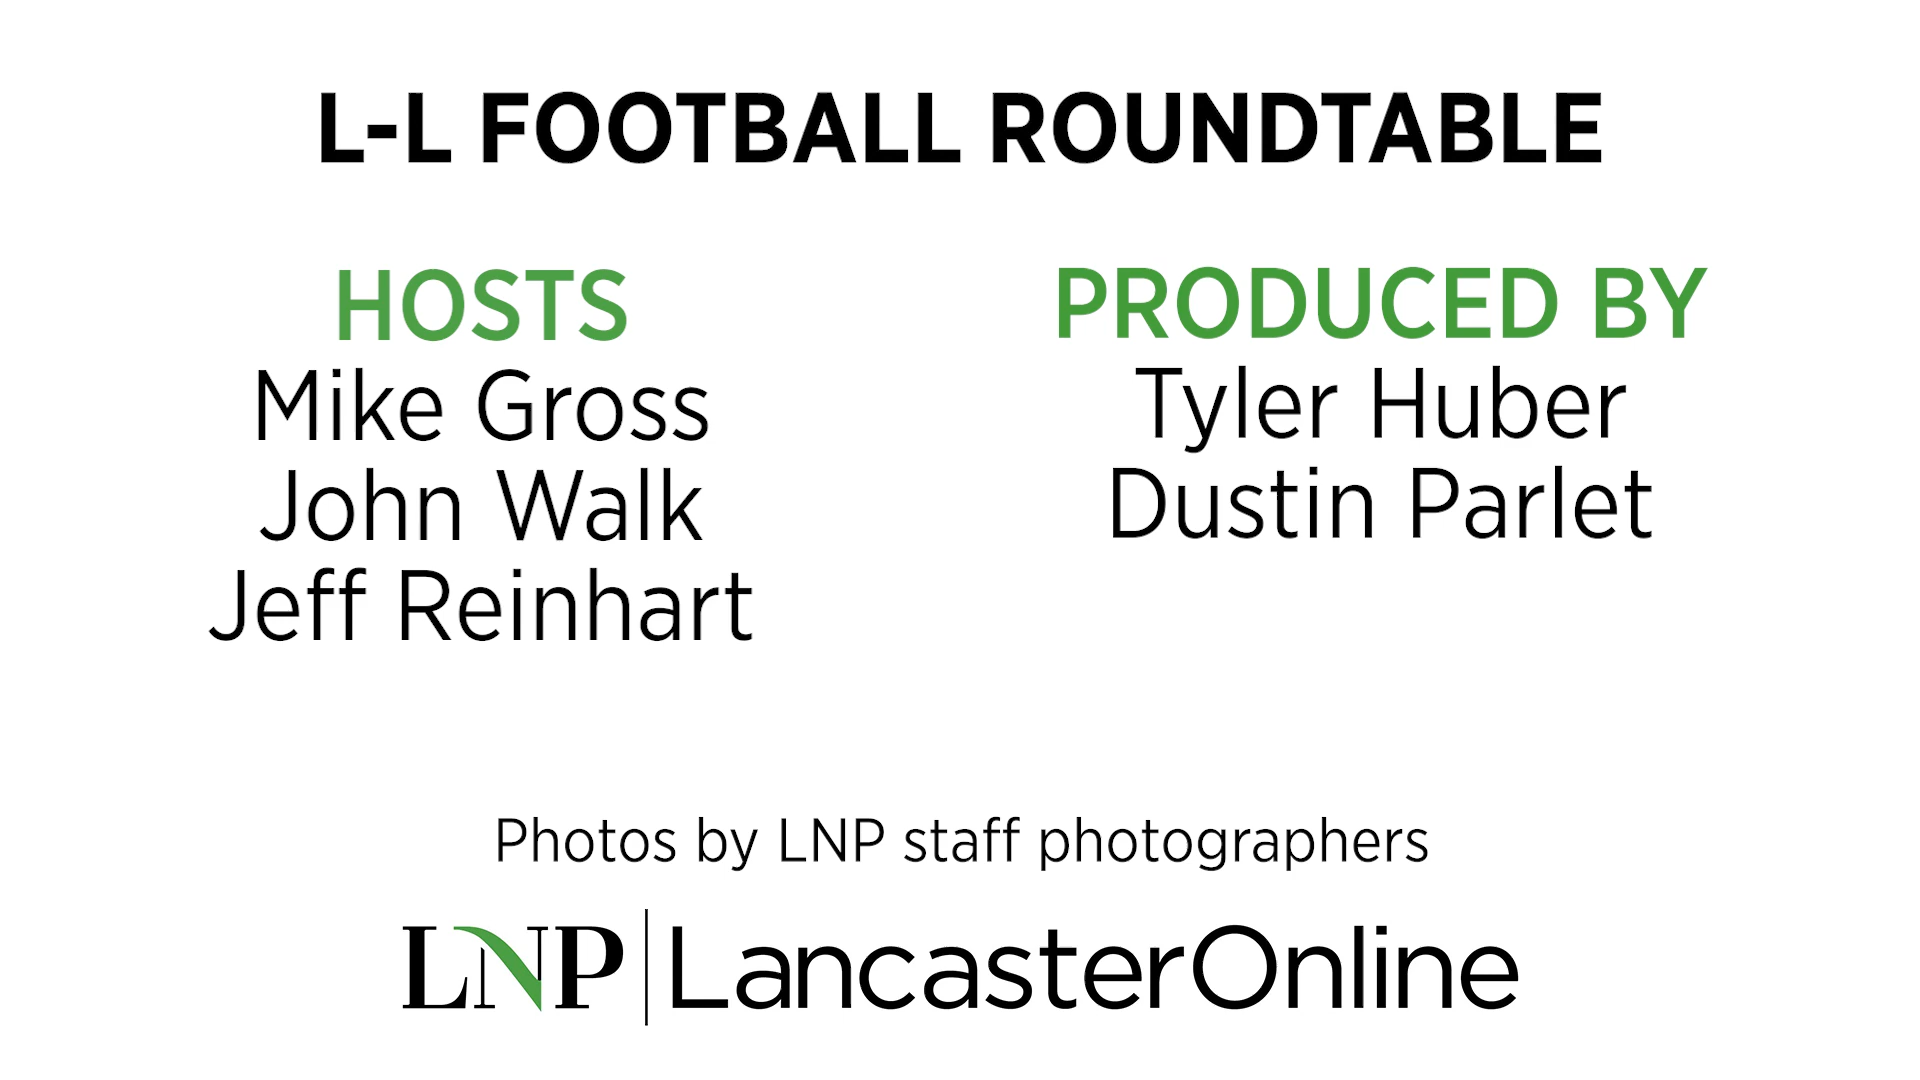 L-L FOOTBALL ROUNDTABLE
HOSTS
Mike Gross
John Walk
Jeff Reinhart
PRODUCED BY
Tyler Huber
Dustin Parlet
Photos by LNP staff photographers
LNP | LancasterOnline